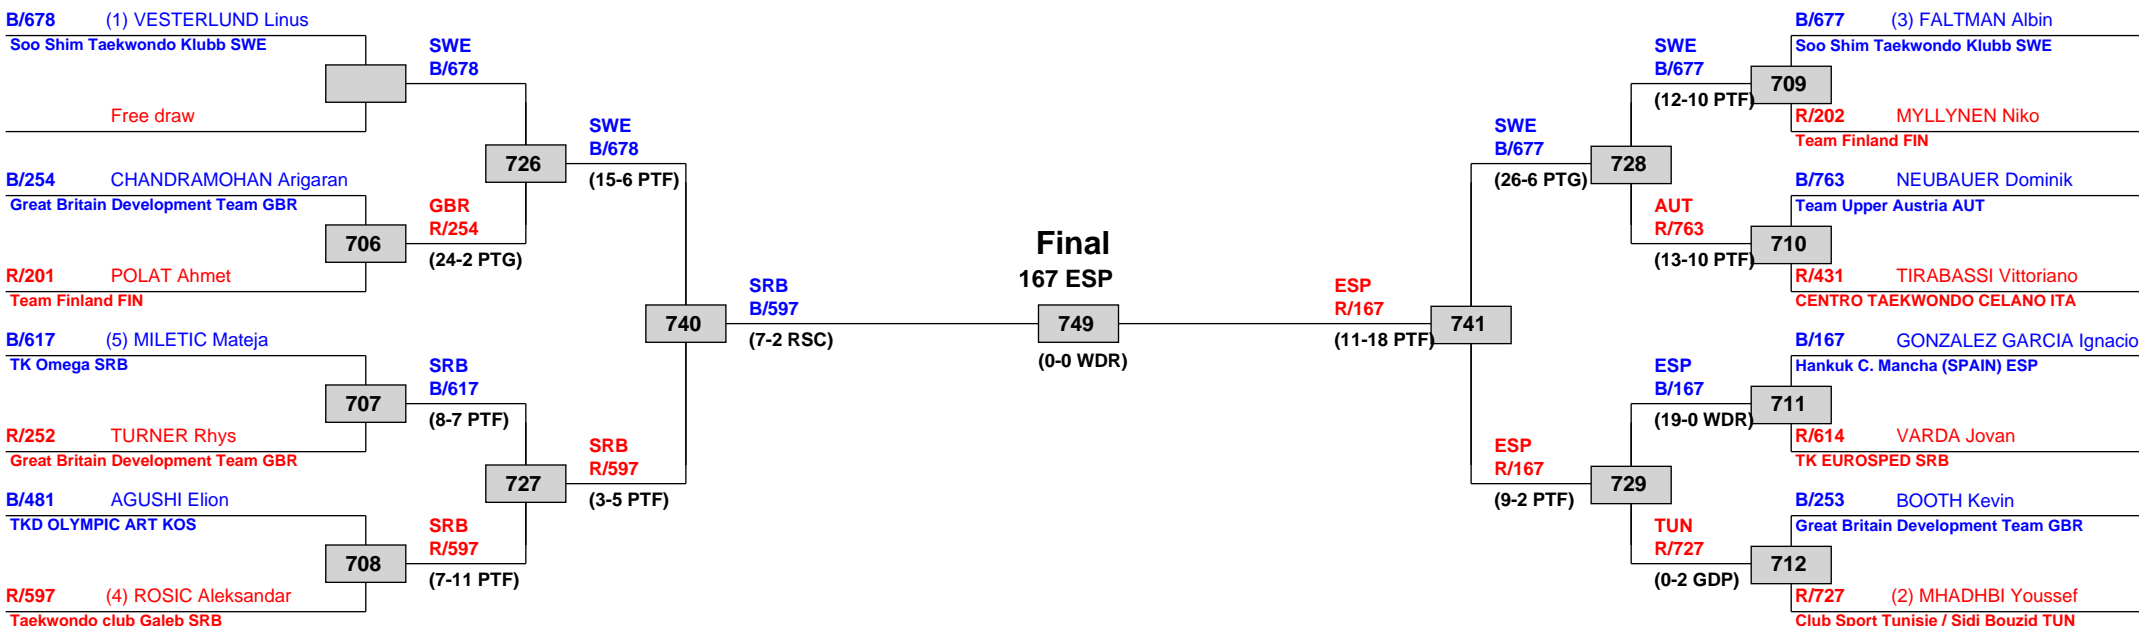 B/678 (1) VESTERLUND Linus
Soo Shim Taekwondo Klubb SWE
Free draw
B/254 CHANDRAMOHAN Arigaran
Great Britain Development Team GBR
706
R/201 POLAT Ahmet
Team Finland FIN
B/617 (5) MILETIC Mateja
TK Omega SRB
707
R/252 TURNER Rhys
Great Britain Development Team GBR
B/481 AGUSHI Elion
TKD OLYMPIC ART KOS
708
R/597 (4) ROSIC Aleksandar
Taekwondo club Galeb SRB
SWE
B/678
726
GBR
R/254
(24-2 PTG)
SRB
B/617
(8-7 PTF)
727
SRB
R/597
(7-11 PTF)
SWE
B/678
(15-6 PTF)
740
SRB
R/597
(3-5 PTF)
SRB
B/597
(7-2 RSC)
Final
167 ESP
749
(0-0 WDR)
ESP
R/167
(11-18 PTF)
741
SWE
B/677
(26-6 PTG)
ESP
R/167
(9-2 PTF)
SWE
B/677
(12-10 PTF)
728
AUT
R/763
(13-10 PTF)
ESP
B/167
(19-0 WDR)
729
TUN
R/727
(0-2 GDP)
B/677 (3) FALTMAN Albin
Soo Shim Taekwondo Klubb SWE
709
R/202 MYLLYNEN Niko
Team Finland FIN
B/763 NEUBAUER Dominik
Team Upper Austria AUT
710
R/431 TIRABASSI Vittoriano
CENTRO TAEKWONDO CELANO ITA
B/167 GONZALEZ GARCIA Ignacio
Hankuk C. Mancha (SPAIN) ESP
711
R/614 VARDA Jovan
TK EUROSPED SRB
B/253 BOOTH Kevin
Great Britain Development Team GBR
712
R/727 (2) MHADHBI Youssef
Club Sport Tunisie / Sidi Bouzid TUN